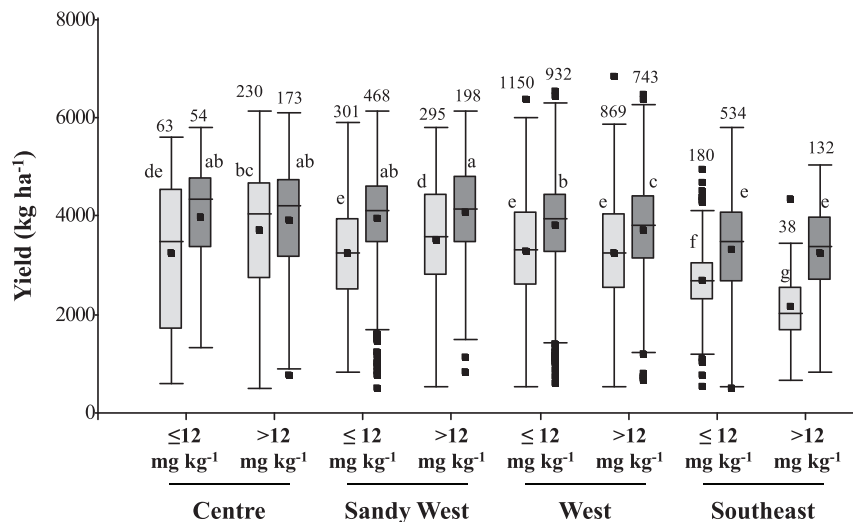 8000
6000
4000
2000
0
Yield (kg ha⁻¹)
63 54 230 173 301 468 295 198 1150 932 869 743 180 534 38 132
de ab bc ab e ab d a e b e c f e g e
≤12 >12 ≤ 12 >12 ≤ 12 >12 ≤ 12 >12
mg kg⁻¹ mg kg⁻¹ mg kg⁻¹ mg kg⁻¹ mg kg⁻¹ mg kg⁻¹ mg kg⁻¹ mg kg⁻¹
Centre Sandy West West Southeast